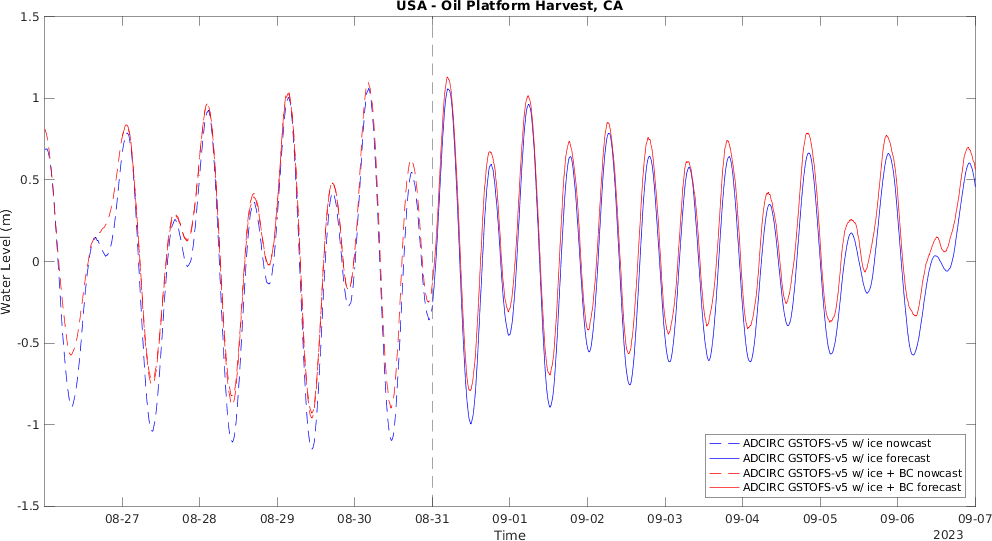 USA - Oil Platform Harvest, CA
1.5
1
0.5
0
-0.5
-1
-1.5
Water Level (m)
ADCIRC GSTOFS-v5 w/ ice nowcast
ADCIRC GSTOFS-v5 w/ ice forecast
ADCIRC GSTOFS-v5 w/ ice + BC nowcast
ADCIRC GSTOFS-v5 w/ ice + BC forecast
08-27 08-28 08-29 08-30 08-31 09-01 09-02 09-03 09-04 09-05 09-06 09-07
Time
2023